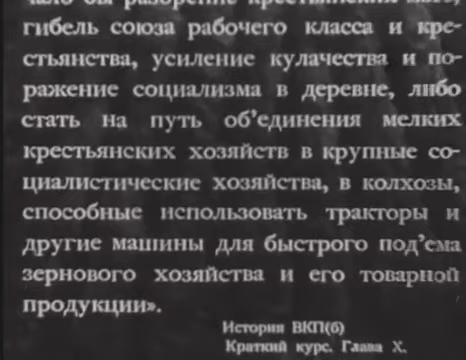 гибель союза рабочего класса и кре-
стьянства, усиление кулачества и по-
ражение социализма в деревне, либо
стать на путь об'единения мелких
крестьянских хозяйств в крупные со-
циалистические хозяйства, в колхозы,
способные использовать тракторы и
другие машины для быстрого под'ема
зернового хозяйства и его товарной
продукции».
История ВКП(б)
Краткий курс. Глава X.